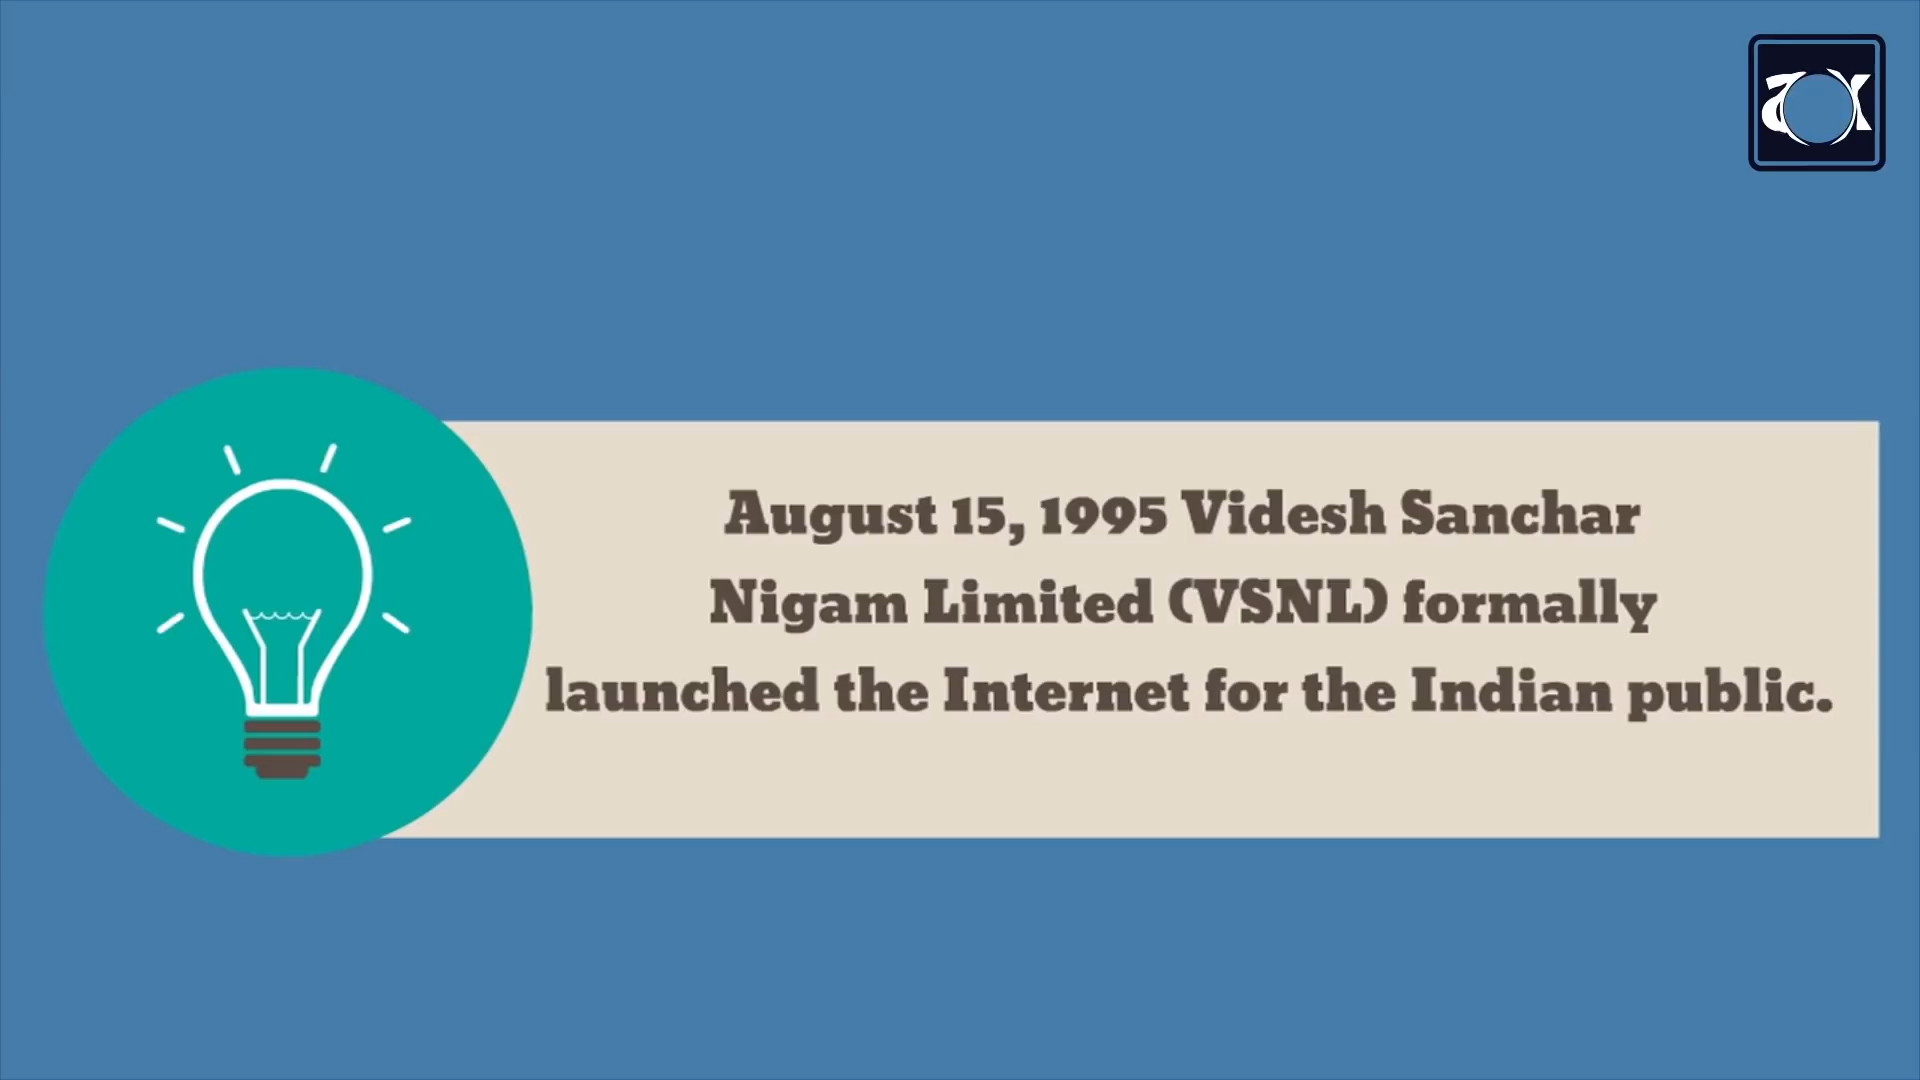 August 15, 1995 Videsh Sanchar
Nigam Limited (VSNL) formally
launched the Internet for the Indian public.